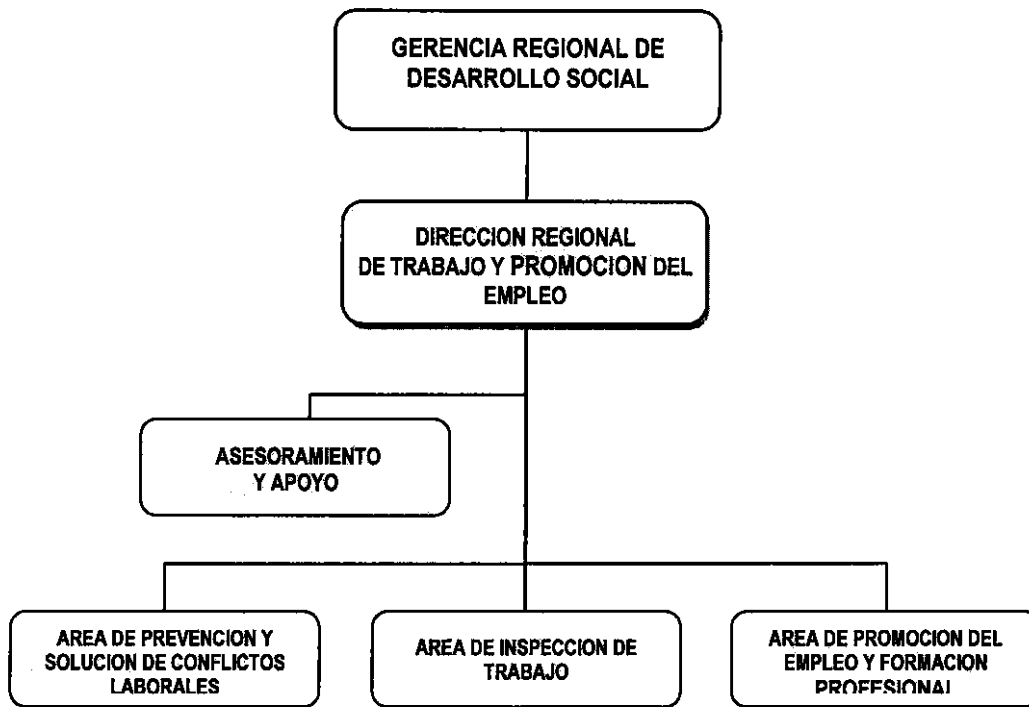 GERENCIA REGIONAL DE
DESARROLLO SOCIAL
DIRECCION REGIONAL
DE TRABAJO Y PROMOCION DEL
EMPLEO
ASESORAMIENTO
Y APOYO
AREA DE PREVENCION Y
SOLUCION DE CONFLICTOS
LABORALES
AREA DE INSPECCION DE
TRABAJO
AREA DE PROMOCION DEL
EMPLEO Y FORMACION
PROFESIONAL